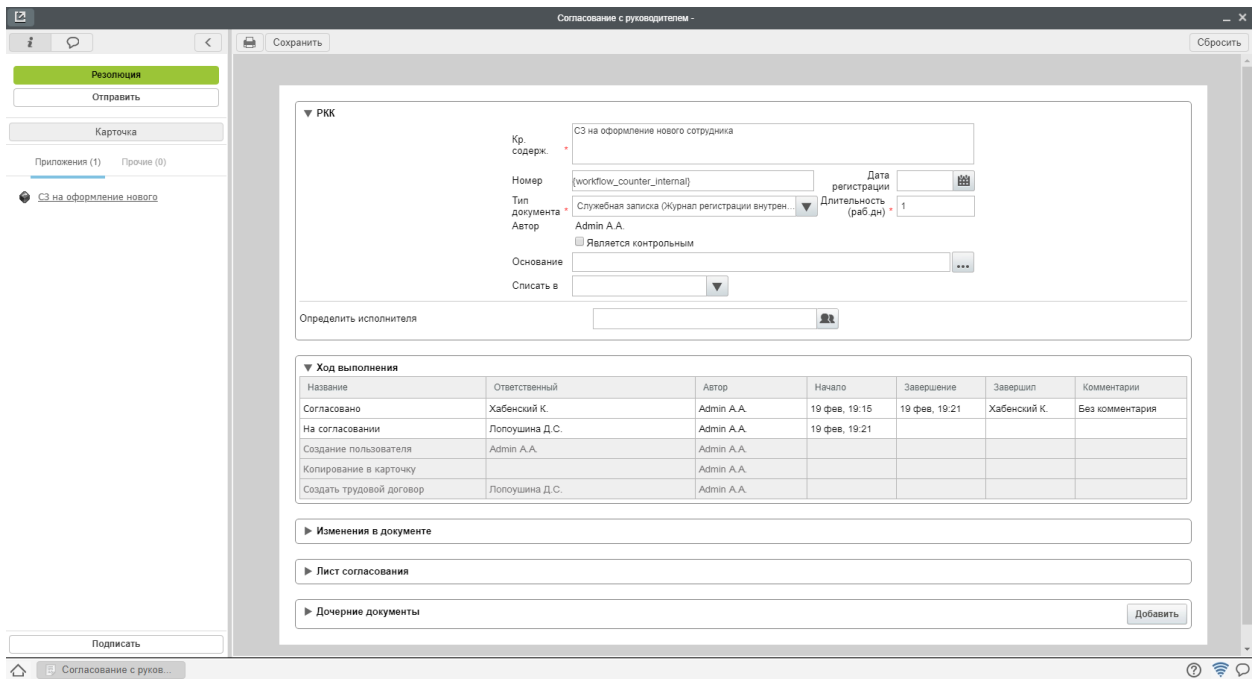 Согласование с руководителем -
Сохранить
Сбросить
Резолюция
Отправить
Карточка
Приложения (1) Прочие (0)
СЗ на оформление нового
Подписать
РКК
Кр. содерж. * СЗ на оформление нового сотрудника
Номер {workflow_counter_internal} Дата регистрации
Тип документа * Служебная записка (Журнал регистрации внутрен... Длительность (раб.дн) * 1
Автор Admin A.A.
Является контрольным
Основание ...
Списать в
Определить исполнителя
Ход выполнения
Название Ответственный Автор Начало Завершение Завершил Комментарии
Согласовано Хабенский К. Admin A.A. 19 фев, 19:15 19 фев, 19:21 Хабенский К. Без комментария
На согласовании Лопоушина Д.С. Admin A.A. 19 фев, 19:21
Создание пользователя Admin A.A. Admin A.A.
Копирование в карточку Admin A.A.
Создать трудовой договор Лопоушина Д.С. Admin A.A.
Изменения в документе
Лист согласования
Дочерние документы Добавить
Согласование с руков...